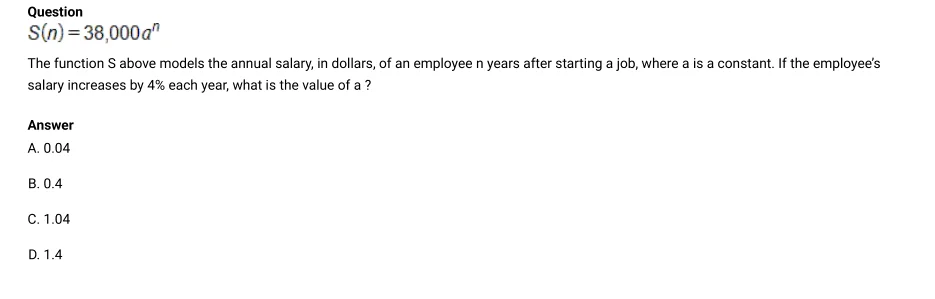 Question
S(n) = 38,000aⁿ
The function S above models the annual salary, in dollars, of an employee n years after starting a job, where a is a constant. If the employee's
salary increases by 4% each year, what is the value of a ?
Answer
A. 0.04
B. 0.4
C. 1.04
D. 1.4